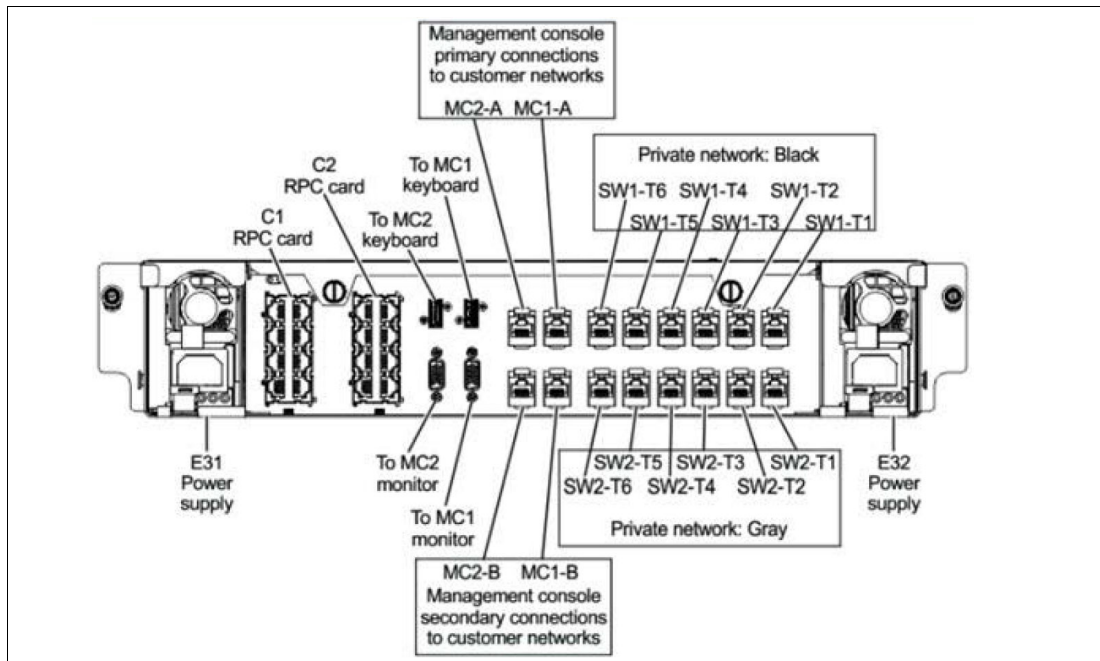 Management console
primary connections
to customer networks
MC2-A MC1-A
Private network: Black
SW1-T6 SW1-T4 SW1-T2
SW1-T5 SW1-T3 SW1-T1
C2
RPC card
To MC1
keyboard
C1
RPC card
To MC2
keyboard
E31
Power
supply
To MC2
monitor
To MC1
monitor
SW2-T5 SW2-T3 SW2-T1
SW2-T6 SW2-T4 SW2-T2
Private network: Gray
E32
Power
supply
MC2-B MC1-B
Management console
secondary connections
to customer networks